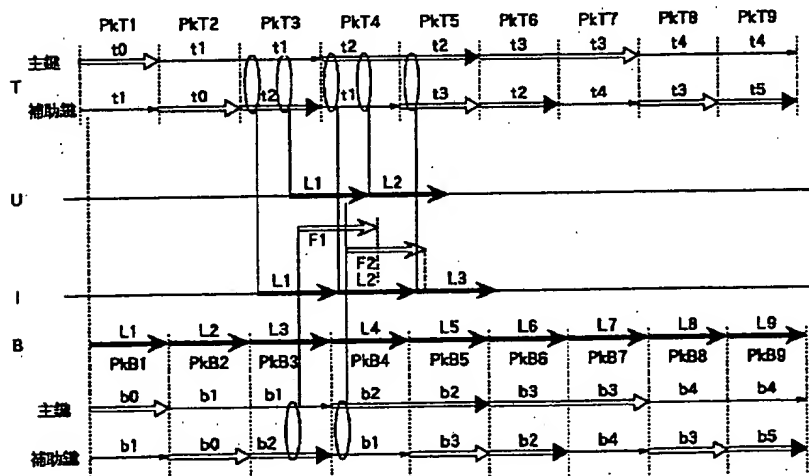 PkT1 PkT2 PkT3 PkT4 PkT5 PkT6 PkT7 PkT8 PkT9
主鍵 t0 t1 t1 t2 t2 t3 t3 t4 t4
T
補助鍵 t1 t0 t2 t1 t3 t2 t4 t3 t5
U L1 L2
F1
F2
I L1 L2 L3
B L1 L2 L3 L4 L5 L6 L7 L8 L9
PkB1 PkB2 PkB3 PkB4 PkB5 PkB6 PkB7 PkB8 PkB9
主鍵 b0 b1 b1 b2 b2 b3 b3 b4 b4
補助鍵 b1 b0 b2 b1 b3 b2 b4 b3 b5